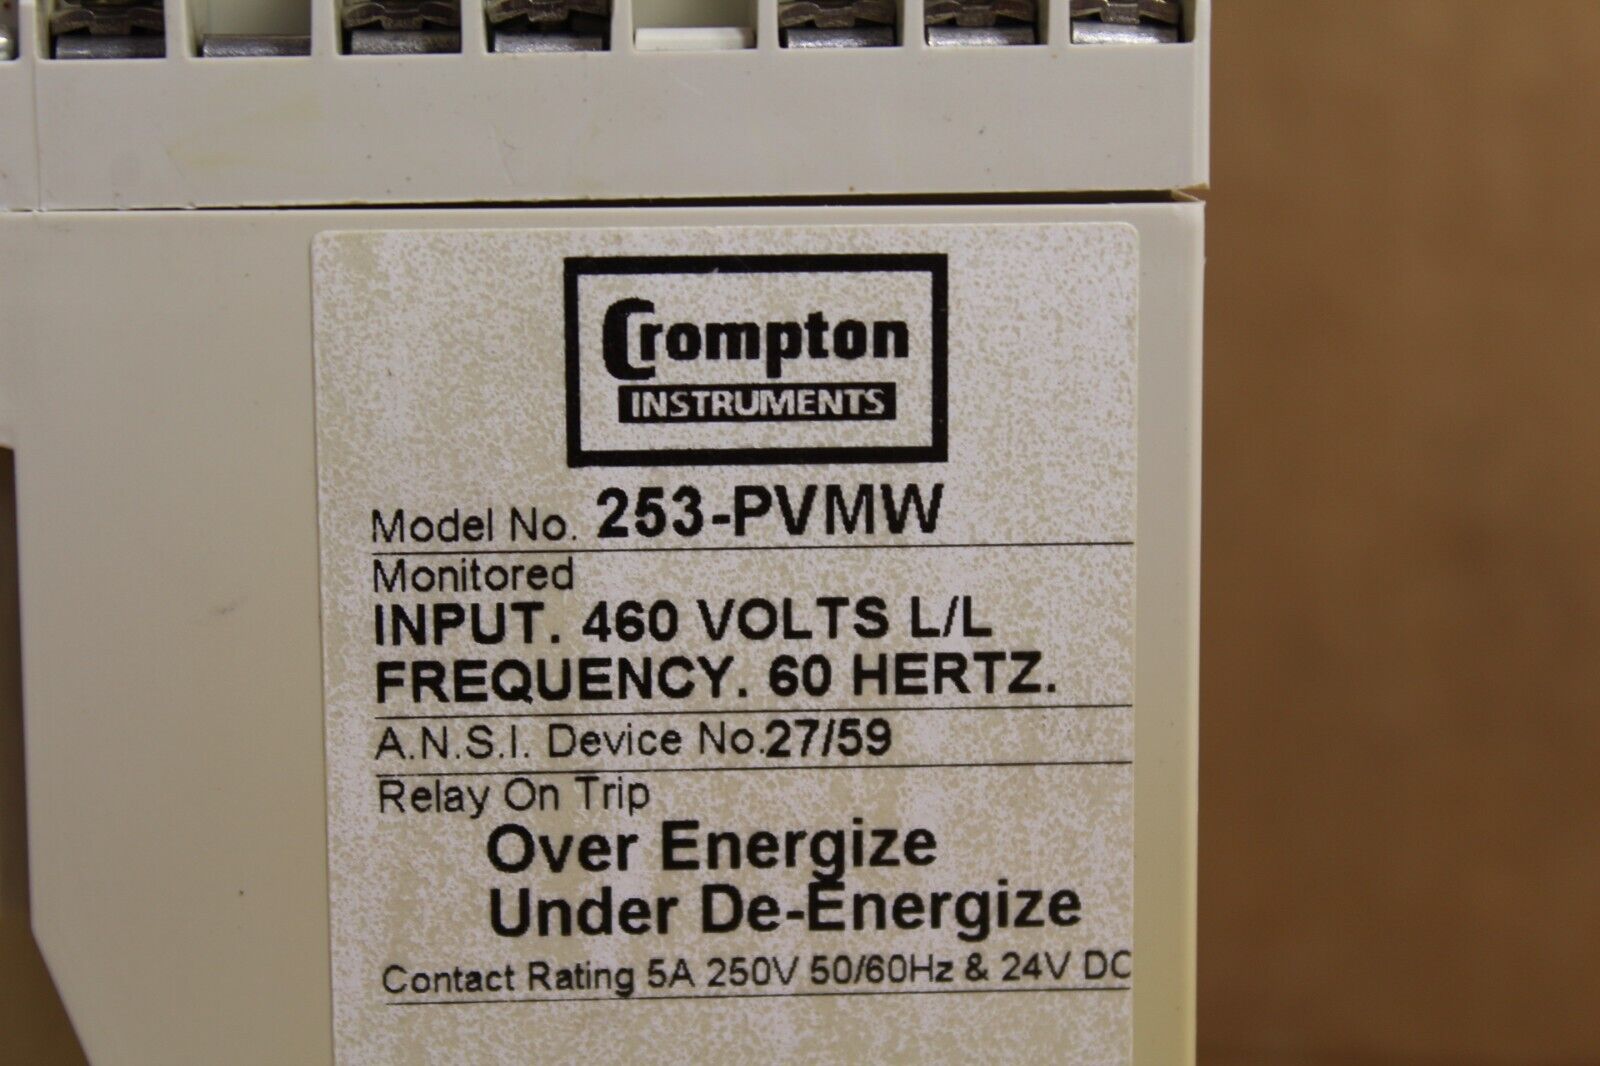 Crompton
INSTRUMENTS
Model No. 253-PVMW
Monitored
INPUT. 460 VOLTS L/L
FREQUENCY. 60 HERTZ.
A.N.S.I. Device No.27/59
Relay On Trip
Over Energize
Under De-Energize
Contact Rating 5A 250V 50/60Hz & 24V DC